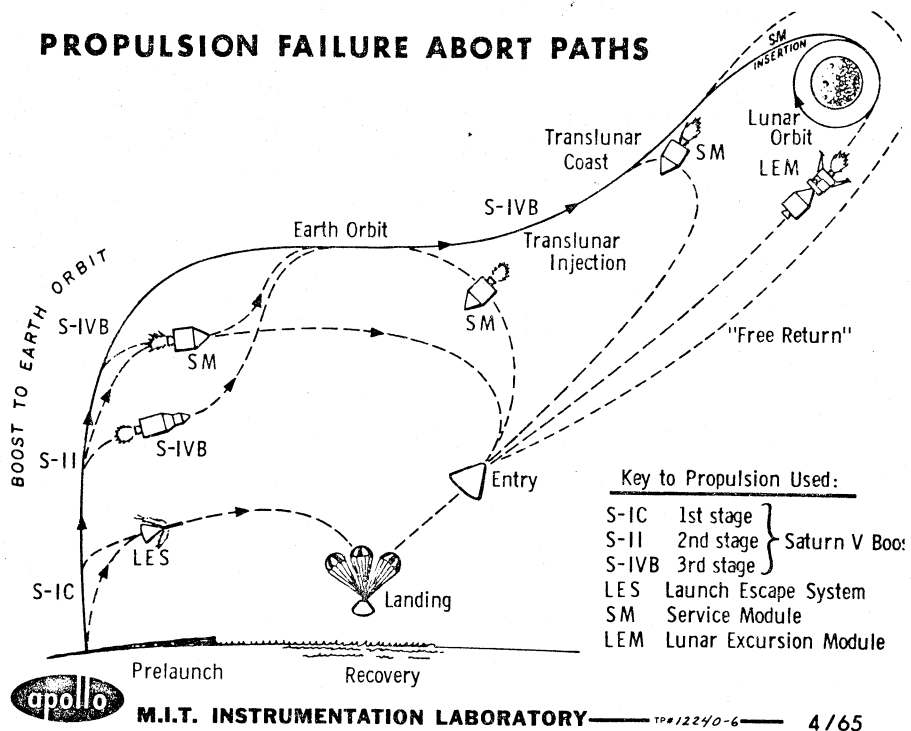 PROPULSION FAILURE ABORT PATHS
SM
INSERTION
Lunar
Orbit
Translunar
Coast
SM
LEM
S-IVB
Earth Orbit
Translunar
Injection
BOOST TO EARTH ORBIT
S-IVB
SM
SM
"Free Return"
S-II
S-IVB
Entry
LES
S-IC
Landing
Key to Propulsion Used:
S-IC 1st stage
S-II 2nd stage
S-IVB 3rd stage
Saturn V Boos
LES Launch Escape System
SM Service Module
LEM Lunar Excursion Module
Prelaunch
Recovery
apollo
M.I.T. INSTRUMENTATION LABORATORY
TP#12240-6
4/65